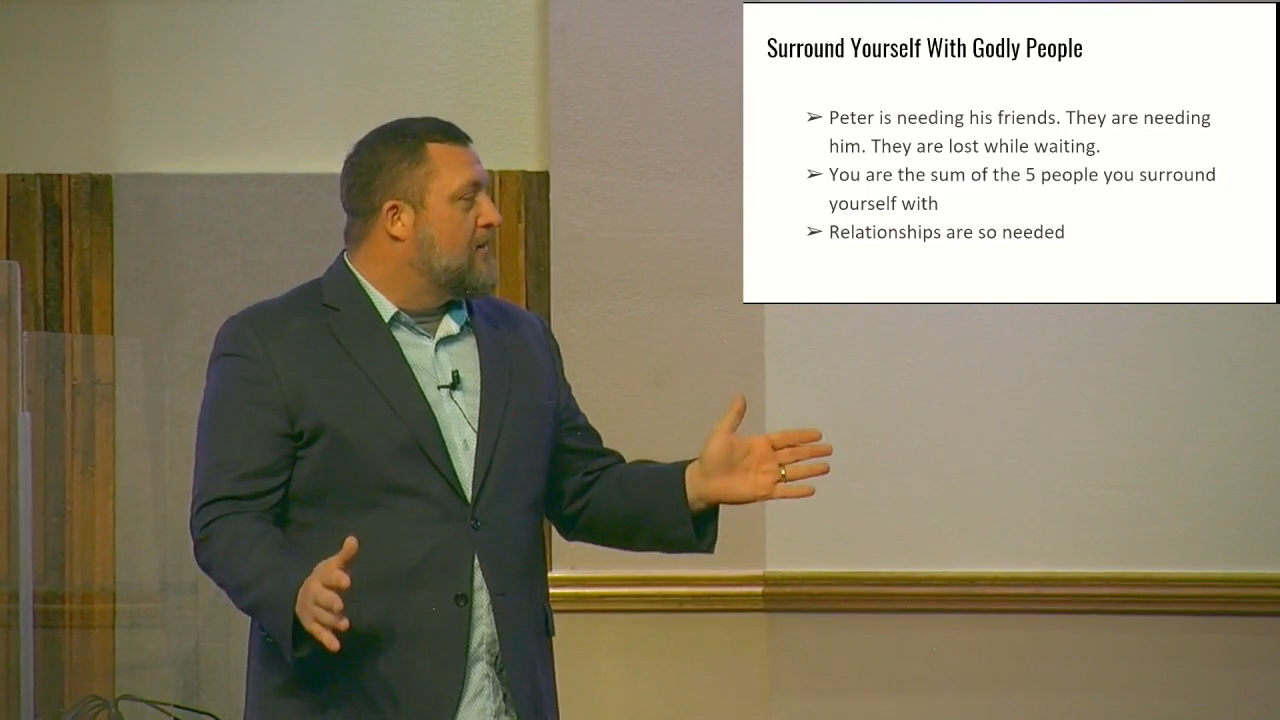 Surround Yourself With Godly People
➢ Peter is needing his friends. They are needing
him. They are lost while waiting.
➢ You are the sum of the 5 people you surround
yourself with
➢ Relationships are so needed